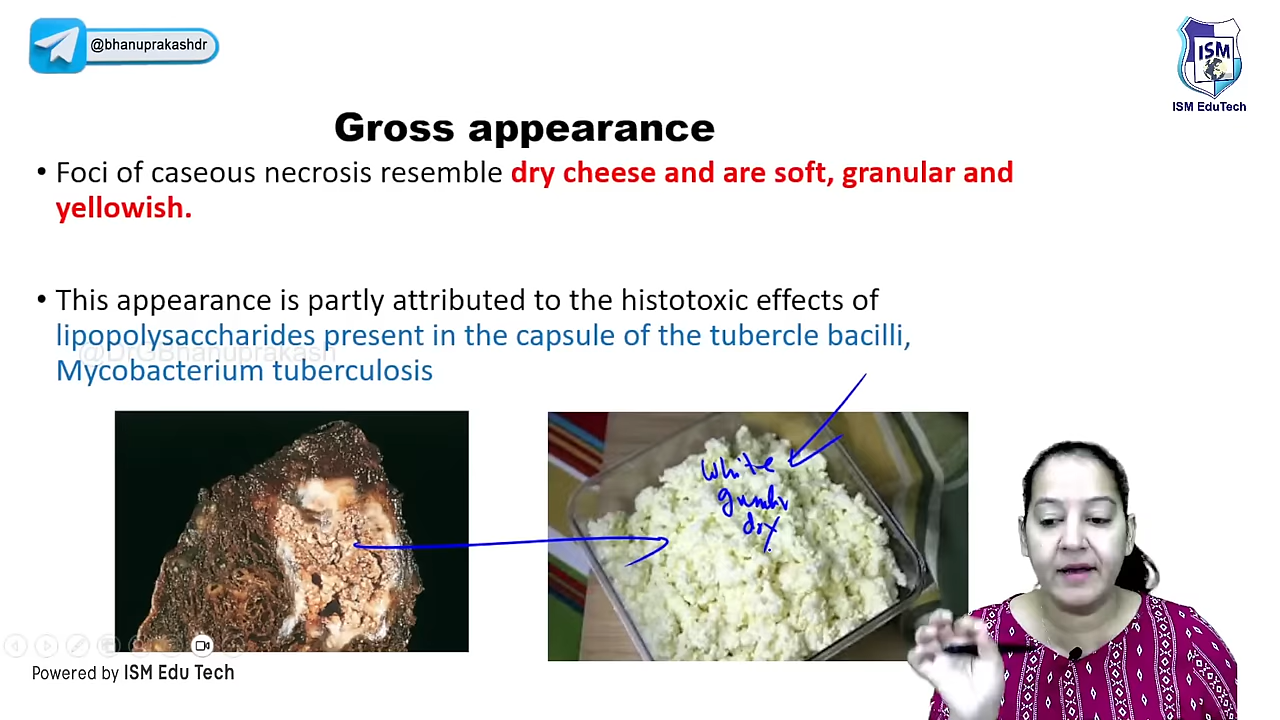 @bhanuprakashdr
ISM
ISM EduTech
Gross appearance
• Foci of caseous necrosis resemble dry cheese and are soft, granular and
yellowish.
• This appearance is partly attributed to the histotoxic effects of
lipopolysaccharides present in the capsule of the tubercle bacilli,
@DrGBhanuprakash
Mycobacterium tuberculosis
White
dry
Powered by ISM Edu Tech